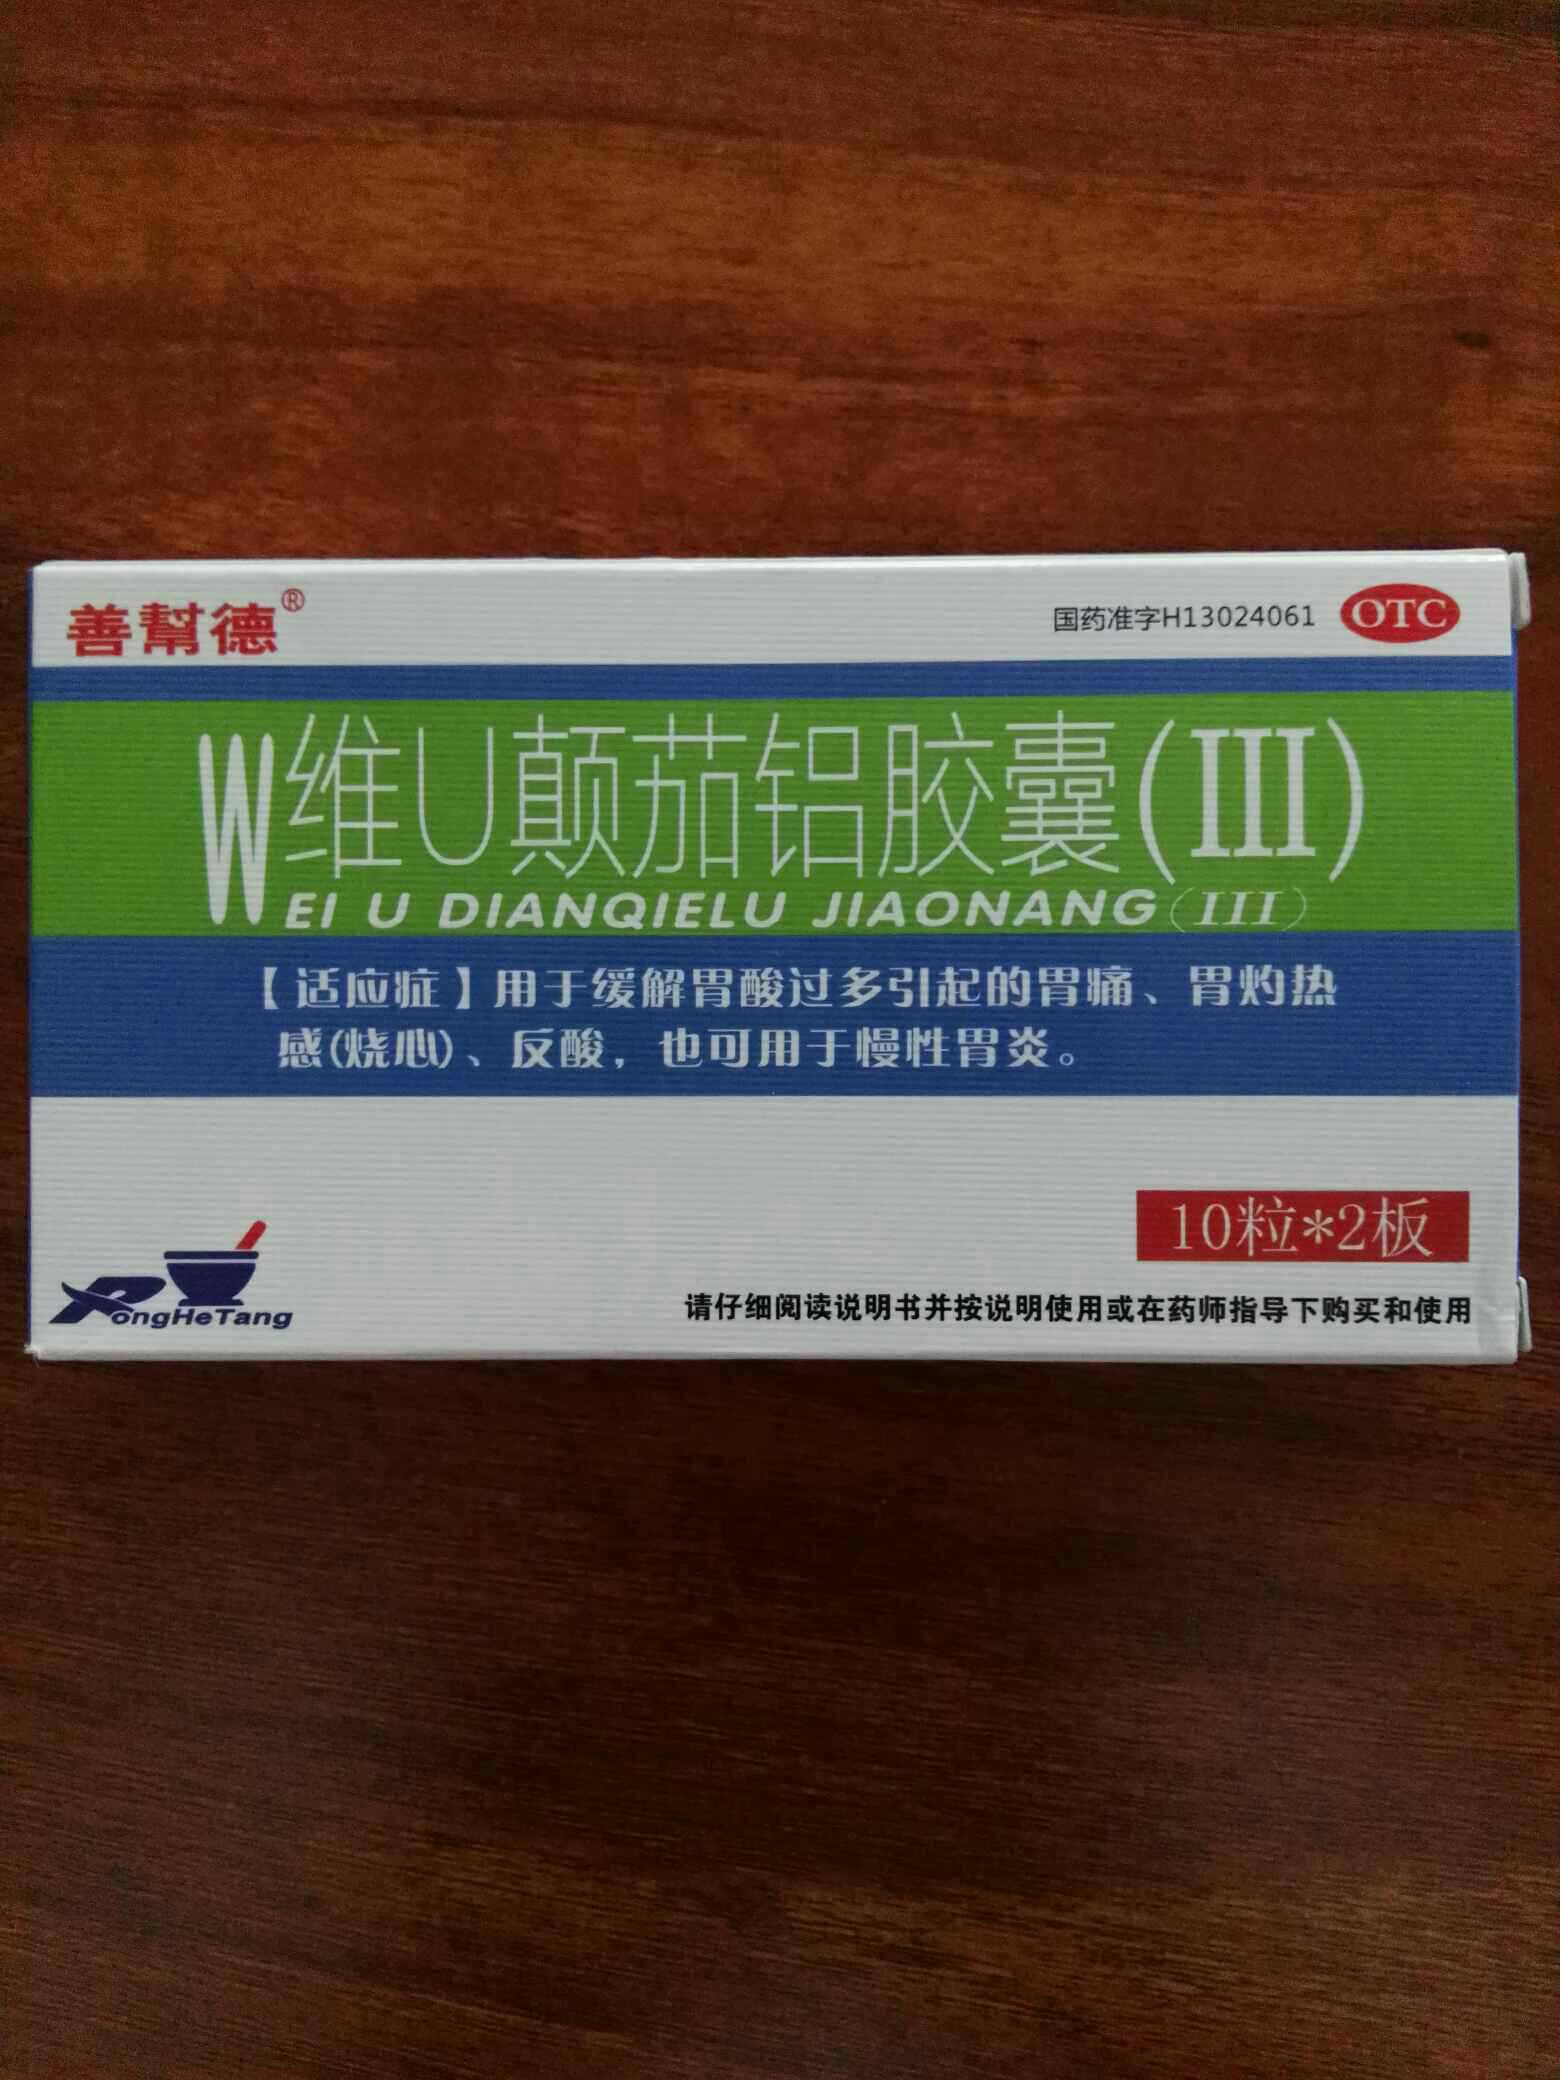 善幫德®
国药准字H13024061 OTC
维U颠茄铝胶囊(III)
WEI U DIANQIELU JIAONANG(III)
【适应症】用于缓解胃酸过多引起的胃痛、胃灼热
感(烧心)、反酸，也可用于慢性胃炎。
10粒*2板
RongHeTang
请仔细阅读说明书并按说明使用或在药师指导下购买和使用